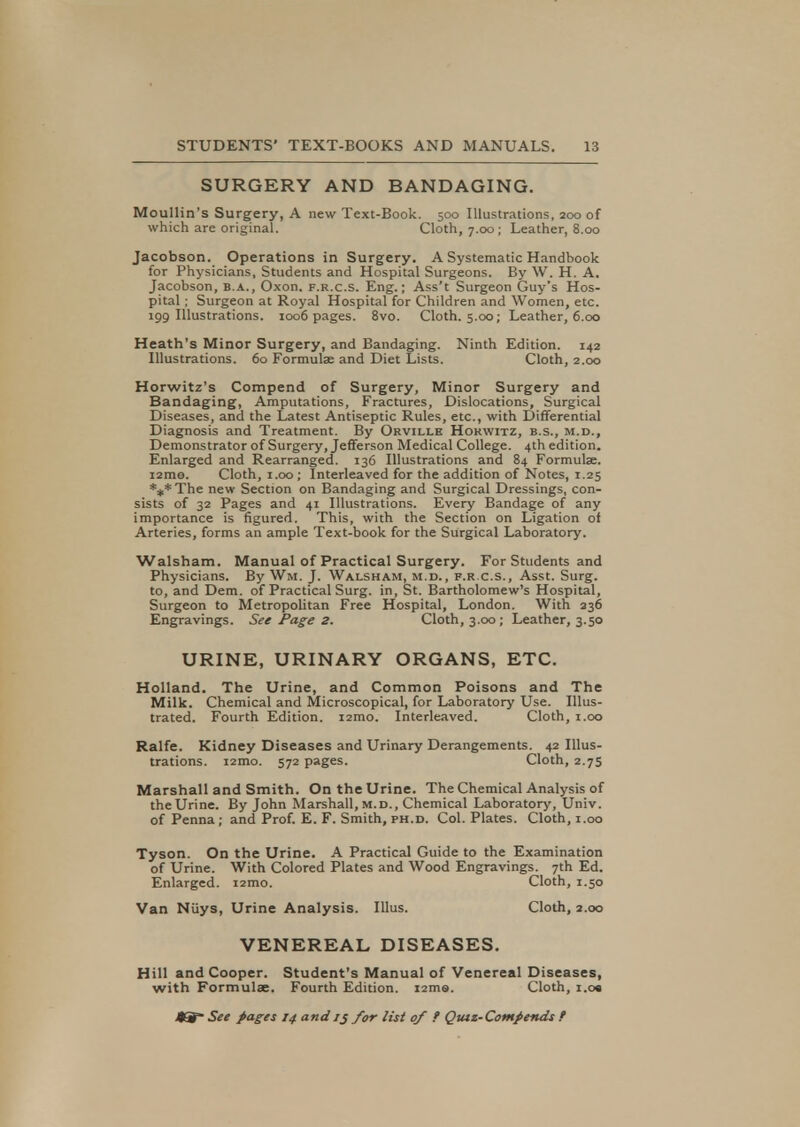 STUDENTS' TEXT-BOOKS AND MANUALS. 13
SURGERY AND BANDAGING.
Moullin's Surgery, A new Text-Book. 500 Illustrations, 200 of
which are original. Cloth, 7.00; Leather, 8.00
Jacobson. Operations in Surgery. A Systematic Handbook
for Physicians, Students and Hospital Surgeons. By W. H. A.
Jacobson, B.A., Oxon. F.R.C.S. Eng.; Ass't Surgeon Guy's Hos-
pital; Surgeon at Royal Hospital for Children and Women, etc.
199 Illustrations. 1006 pages. 8vo. Cloth. 5.00; Leather, 6.00
Heath's Minor Surgery, and Bandaging. Ninth Edition. 142
Illustrations. 60 Formulæ and Diet Lists. Cloth, 2.00
Horwitz's Compend of Surgery, Minor Surgery and
Bandaging, Amputations, Fractures, Dislocations, Surgical
Diseases, and the Latest Antiseptic Rules, etc., with Differential
Diagnosis and Treatment. By Orville Horwitz, B.S., M.D.,
Demonstrator of Surgery, Jefferson Medical College. 4th edition.
Enlarged and Rearranged. 136 Illustrations and 84 Formulæ.
12mo. Cloth, 1.00; Interleaved for the addition of Notes, 1.25
*⁎* The new Section on Bandaging and Surgical Dressings, con-
sists of 32 Pages and 41 Illustrations. Every Bandage of any
importance is figured. This, with the Section on Ligation of
Arteries, forms an ample Text-book for the Surgical Laboratory.
Walsham. Manual of Practical Surgery. For Students and
Physicians. By Wm. J. Walsham, M.D., F.R.C.S., Asst. Surg.
to, and Dem. of Practical Surg. in, St. Bartholomew's Hospital,
Surgeon to Metropolitan Free Hospital, London. With 236
Engravings. See Page 2. Cloth, 3.00; Leather, 3.50
URINE, URINARY ORGANS, ETC.
Holland. The Urine, and Common Poisons and The
Milk. Chemical and Microscopical, for Laboratory Use. Illus-
trated. Fourth Edition. 12mo. Interleaved. Cloth, 1.00
Ralfe. Kidney Diseases and Urinary Derangements. 42 Illus-
trations. 12mo. 572 pages. Cloth, 2.75
Marshall and Smith. On the Urine. The Chemical Analysis of
the Urine. By John Marshall, M.D., Chemical Laboratory, Univ.
of Penna; and Prof. E. F. Smith, PH.D. Col. Plates. Cloth, 1.00
Tyson. On the Urine. A Practical Guide to the Examination
of Urine. With Colored Plates and Wood Engravings. 7th Ed.
Enlarged. 12mo. Cloth, 1.50
Van Nüys, Urine Analysis. Illus. Cloth, 2.00
VENEREAL DISEASES.
Hill and Cooper. Student's Manual of Venereal Diseases,
with Formulæ. Fourth Edition. 12mo. Cloth, 1.00
☞ See pages 14 and 15 for list of ? Quiz-Compends ?